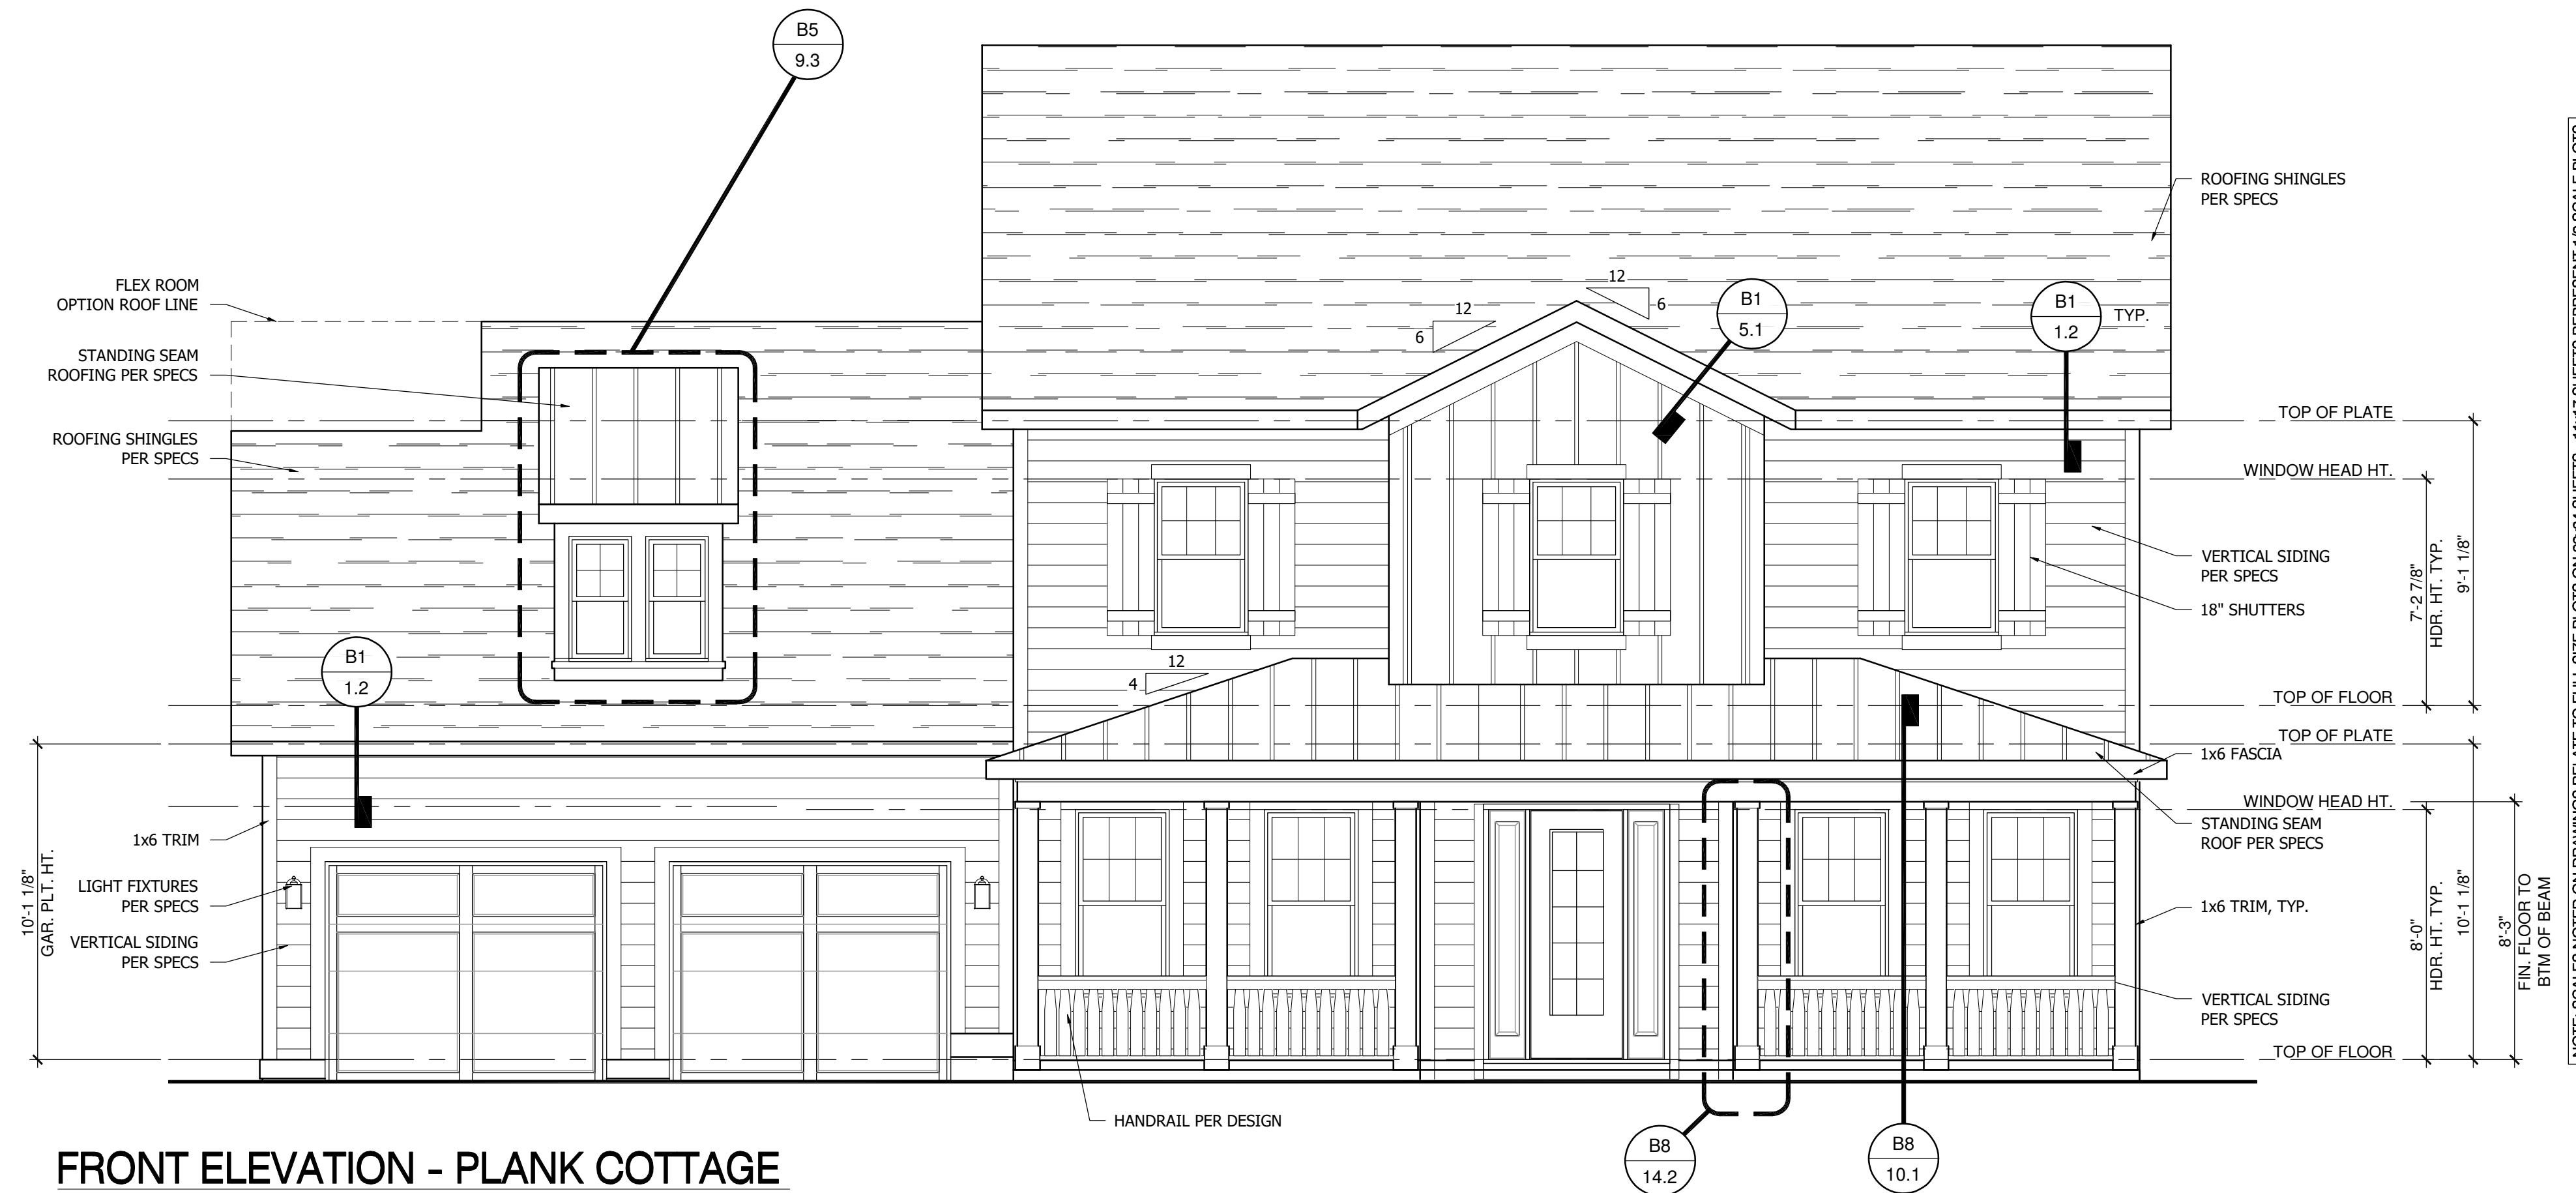 B5
9.3
ROOFING SHINGLES
PER SPECS
FLEX ROOM
OPTION ROOF LINE
STANDING SEAM
ROOFING PER SPECS
ROOFING SHINGLES
PER SPECS
12
6
12
6
B1
5.1
B1
1.2
TYP.
TOP OF PLATE
WINDOW HEAD HT.
VERTICAL SIDING
PER SPECS
18" SHUTTERS
7'-2 7/8"
HDR. HT. TYP.
9'-1 1/8"
B1
1.2
12
4
TOP OF FLOOR
TOP OF PLATE
1x6 FASCIA
WINDOW HEAD HT.
STANDING SEAM
ROOF PER SPECS
1x6 TRIM
10'-1 1/8"
GAR. PLT. HT.
LIGHT FIXTURES
PER SPECS
VERTICAL SIDING
PER SPECS
1x6 TRIM, TYP.
8'-0"
HDR. HT. TYP.
10'-1 1/8"
8'-3"
FIN. FLOOR TO
BTM OF BEAM
VERTICAL SIDING
PER SPECS
TOP OF FLOOR
HANDRAIL PER DESIGN
B8
14.2
B8
10.1
FRONT ELEVATION - PLANK COTTAGE